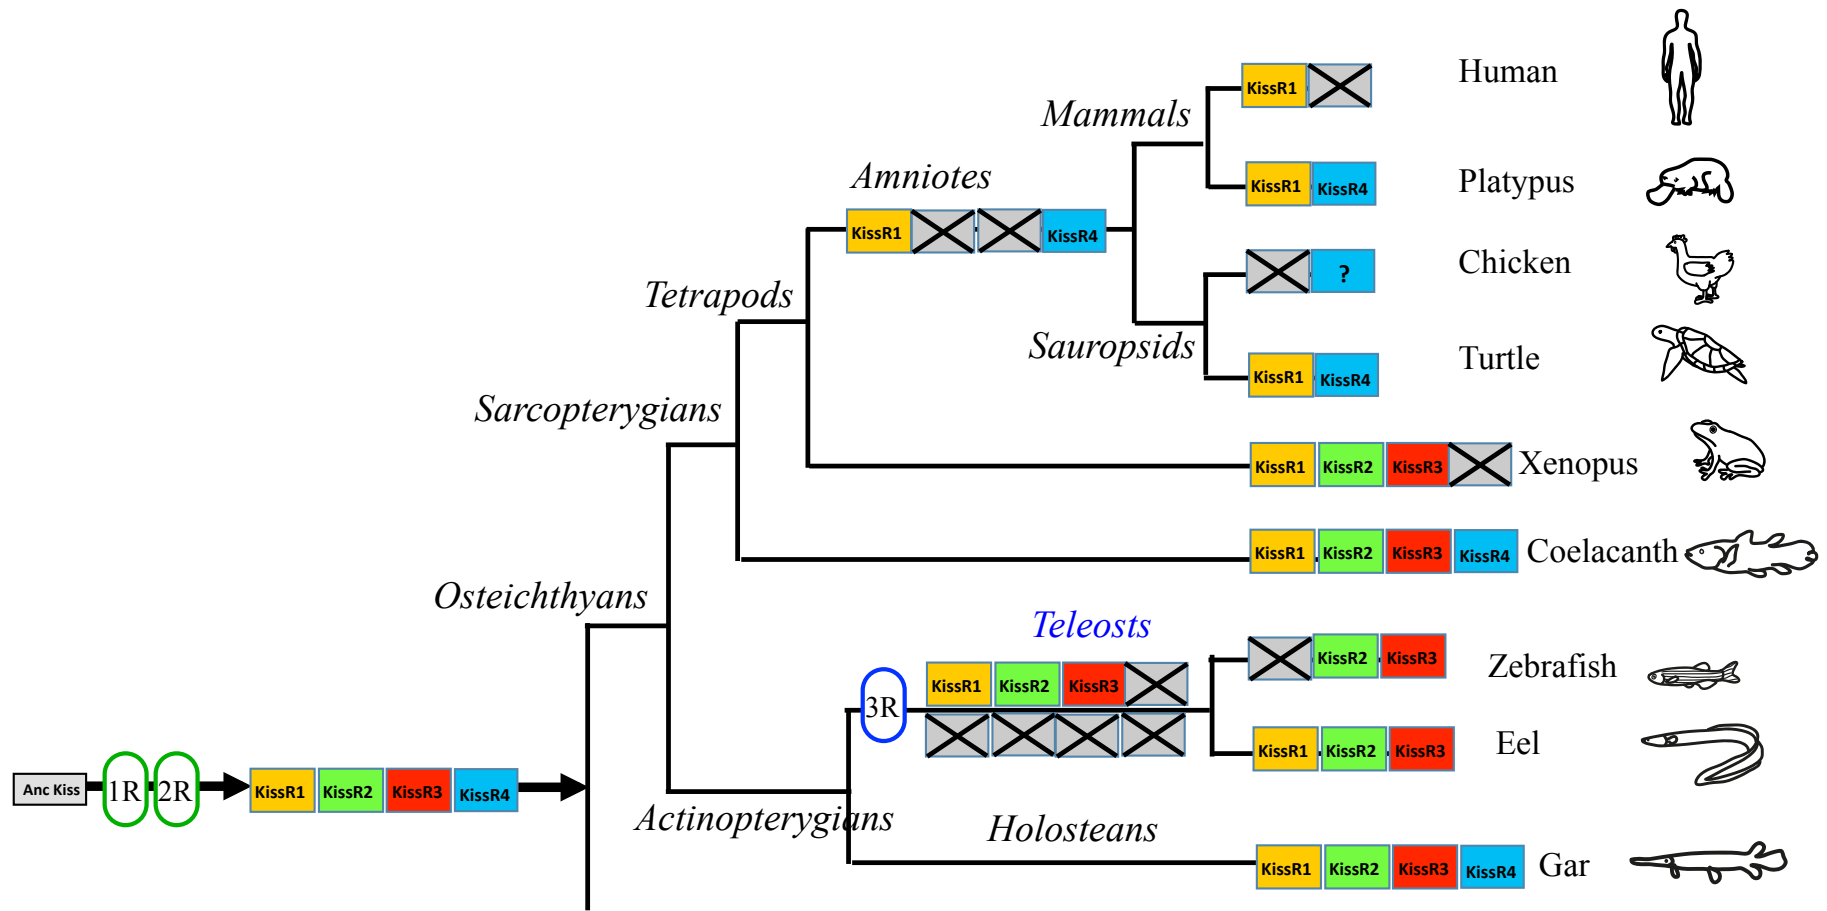 Human
KissR1
Mammals
Platypus
KissR1 KissR4
Amniotes
KissR1 KissR4
Chicken
?
Tetrapods
Sauropsids
Turtle
KissR1 KissR4
Sarcopterygians
KissR1 KissR2 KissR3 Xenopus
KissR1 KissR2 KissR3 KissR4 Coelacanth
Osteichthyans
Teleosts
KissR2 KissR3 Zebrafish
3R KissR1 KissR2 KissR3
KissR1 KissR2 KissR3 Eel
Anc Kiss 1R 2R KissR1 KissR2 KissR3 KissR4
Actinopterygians
Holosteans
KissR1 KissR2 KissR3 KissR4 Gar